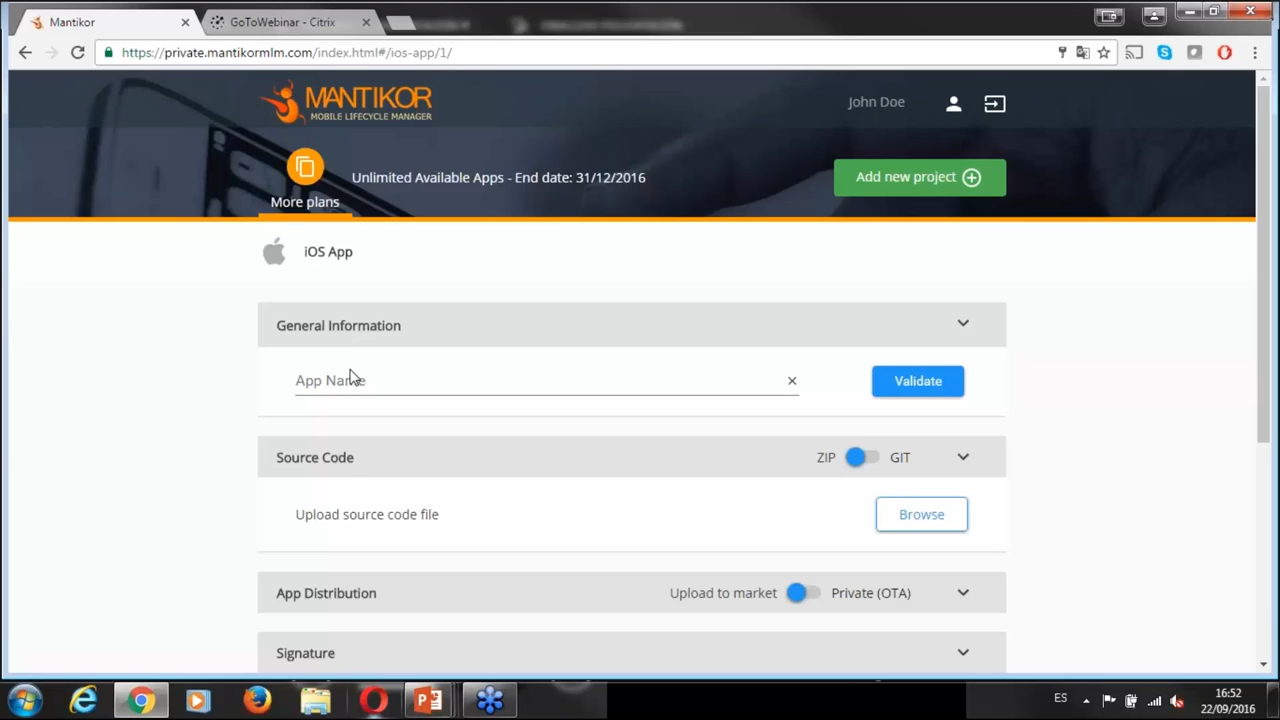 Mantikor
GoToWebinar - Citrix
https://private.mantikormlm.com/index.html#/ios-app/1/
MANTIKOR
MOBILE LIFECYCLE MANAGER
John Doe
More plans
Unlimited Available Apps - End date: 31/12/2016
Add new project
iOS App
General Information
App Name
Validate
Source Code
ZIP
GIT
Upload source code file
Browse
App Distribution
Upload to market
Private (OTA)
Signature
ES
16:52
22/09/2016